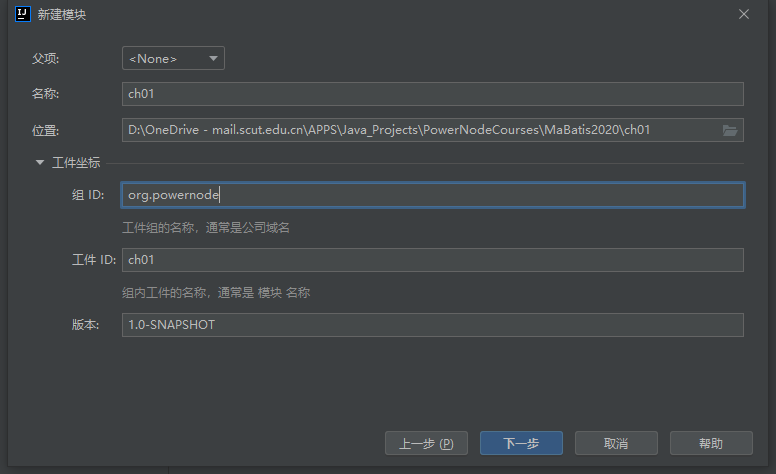 IJ 新建模块
父项: <None>
名称: ch01
位置: D:\OneDrive - mail.scut.edu.cn\APPS\Java_Projects\PowerNodeCourses\MaBatis2020\ch01
工件坐标
组 ID: org.powernode
工件组的名称，通常是公司域名
工件 ID: ch01
组内工件的名称，通常是 模块 名称
版本: 1.0-SNAPSHOT
上一步 (P) 下一步 取消 帮助